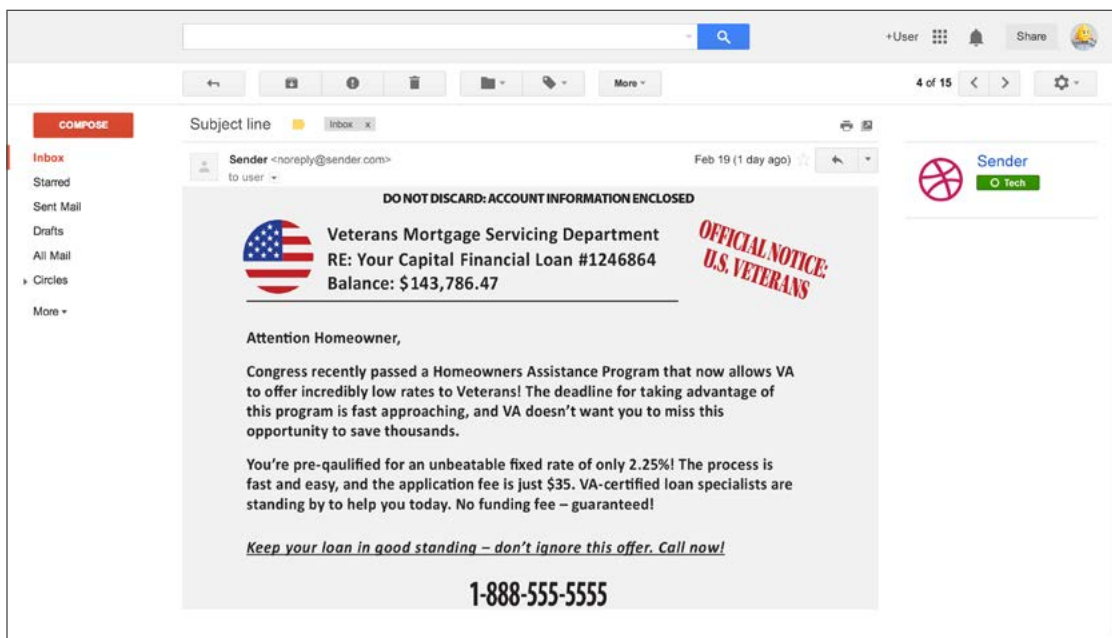 +User
Share
More
4 of 15
COMPOSE
Subject line
Inbox x
Inbox
Starred
Sent Mail
Drafts
All Mail
Circles
More
Sender <noreply@sender.com>
to user
Feb 19 (1 day ago)
Sender
Tech
DO NOT DISCARD: ACCOUNT INFORMATION ENCLOSED
Veterans Mortgage Servicing Department
RE: Your Capital Financial Loan #1246864
Balance: $143,786.47
OFFICIAL NOTICE:
U.S. VETERANS
Attention Homeowner,
Congress recently passed a Homeowners Assistance Program that now allows VA
to offer incredibly low rates to Veterans! The deadline for taking advantage of
this program is fast approaching, and VA doesn't want you to miss this
opportunity to save thousands.
You're pre-qaulified for an unbeatable fixed rate of only 2.25%! The process is
fast and easy, and the application fee is just $35. VA-certified loan specialists are
standing by to help you today. No funding fee – guaranteed!
Keep your loan in good standing – don't ignore this offer. Call now!
1-888-555-5555